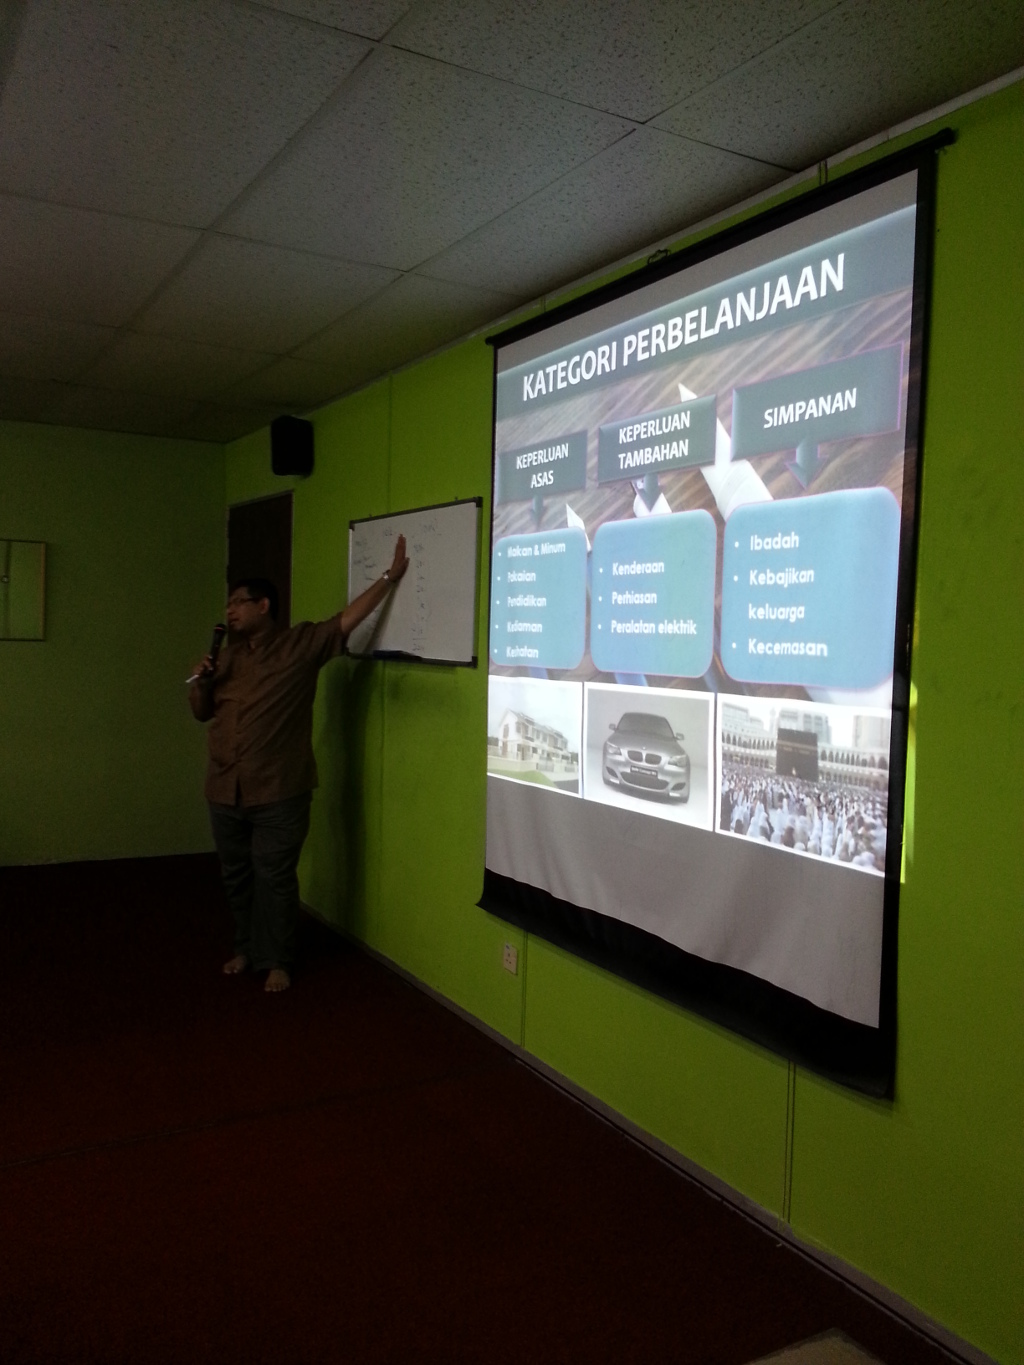 KATEGORI PERBELANJAAN
KEPERLUAN
ASAS
• Makan & Minum
• Pakaian
• Pendidikan
• Kediaman
• Kesihatan
KEPERLUAN
TAMBAHAN
• Kenderaan
• Perhiasan
• Peralatan elektrik
SIMPANAN
• Ibadah
• Kebajikan
keluarga
• Kecemasan